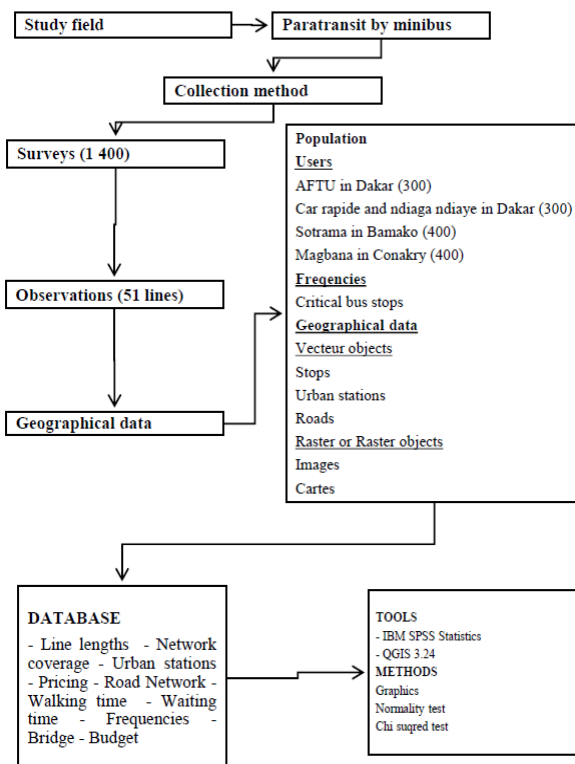 Study field
Paratransit by minibus
Collection method
Surveys (1 400)
Observations (51 lines)
Geographical data
Population
Users
AFTU in Dakar (300)
Car rapide and ndiaga ndiaye in Dakar (300)
Sotrama in Bamako (400)
Magbana in Conakry (400)
Freqencies
Critical bus stops
Geographical data
Vecteur objects
Stops
Urban stations
Roads
Raster or Raster objects
Images
Cartes
DATABASE
- Line lengths - Network
coverage - Urban stations
- Pricing - Road Network -
Walking time - Waiting
time - Frequencies -
Bridge - Budget
TOOLS
- IBM SPSS Statistics
- QGIS 3.24
METHODS
Graphics
Normality test
Chi suqred test